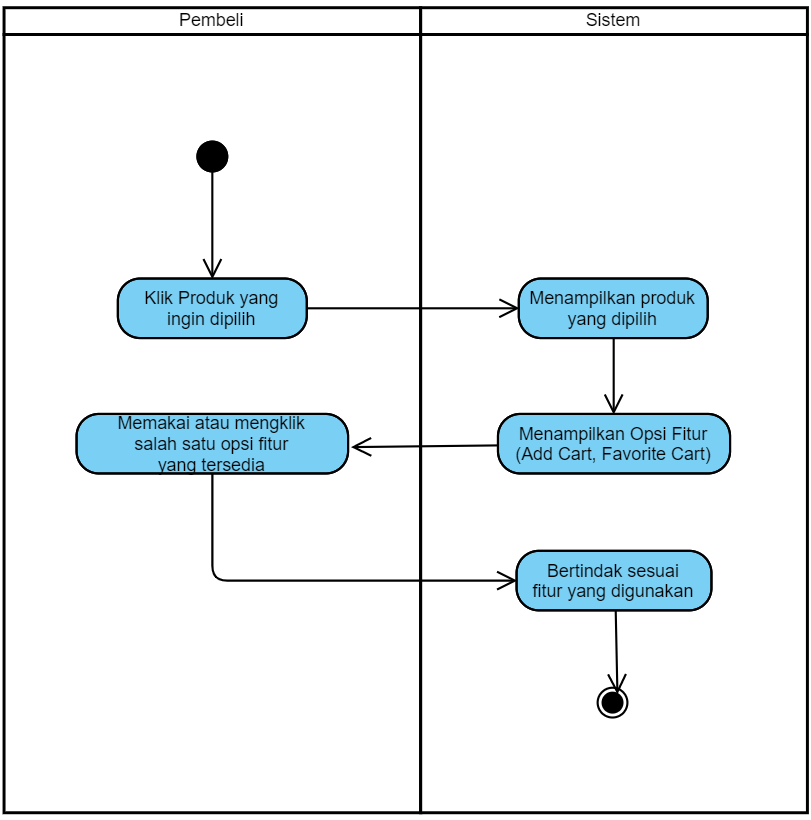 Pembeli
Sistem
Klik Produk yang
ingin dipilih
Menampilkan produk
yang dipilih
Memakai atau mengklik
salah satu opsi fitur
yang tersedia
Menampilkan Opsi Fitur
(Add Cart, Favorite Cart)
Bertindak sesuai
fitur yang digunakan